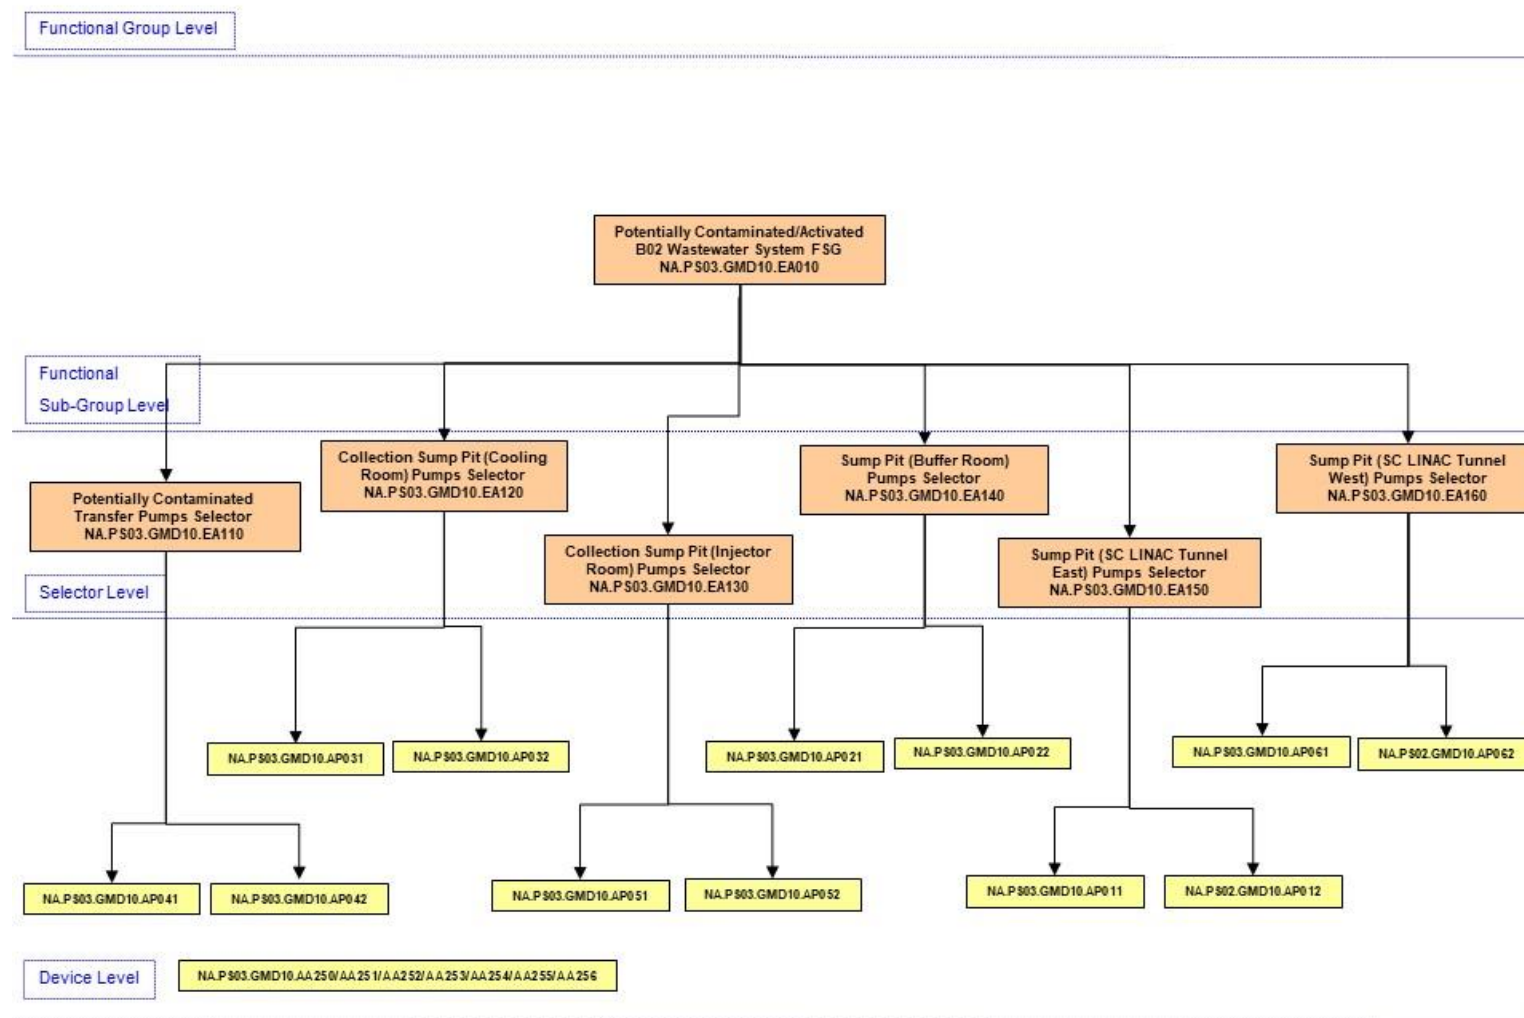 Functional Group Level
Potentially Contaminated/Activated
B02 Wastewater System FSG
NA.PS03.GMD10.EA010
Functional
Sub-Group Level
Potentially Contaminated
Transfer Pumps Selector
NA.PS03.GMD10.EA110
Collection Sump Pit (Cooling
Room) Pumps Selector
NA.PS03.GMD10.EA120
Collection Sump Pit (Injector
Room) Pumps Selector
NA.PS03.GMD10.EA130
Sump Pit (Buffer Room)
Pumps Selector
NA.PS03.GMD10.EA140
Sump Pit (SC LINAC Tunnel
East) Pumps Selector
NA.PS03.GMD10.EA150
Sump Pit (SC LINAC Tunnel
West) Pumps Selector
NA.PS03.GMD10.EA160
Selector Level
NA.PS03.GMD10.AP031
NA.PS03.GMD10.AP032
NA.PS03.GMD10.AP021
NA.PS03.GMD10.AP022
NA.PS03.GMD10.AP061
NA.PS02.GMD10.AP062
NA.PS03.GMD10.AP041
NA.PS03.GMD10.AP042
NA.PS03.GMD10.AP051
NA.PS03.GMD10.AP052
NA.PS03.GMD10.AP011
NA.PS02.GMD10.AP012
Device Level
NA.PS03.GMD10.AA250/AA251/AA252/AA253/AA254/AA255/AA256